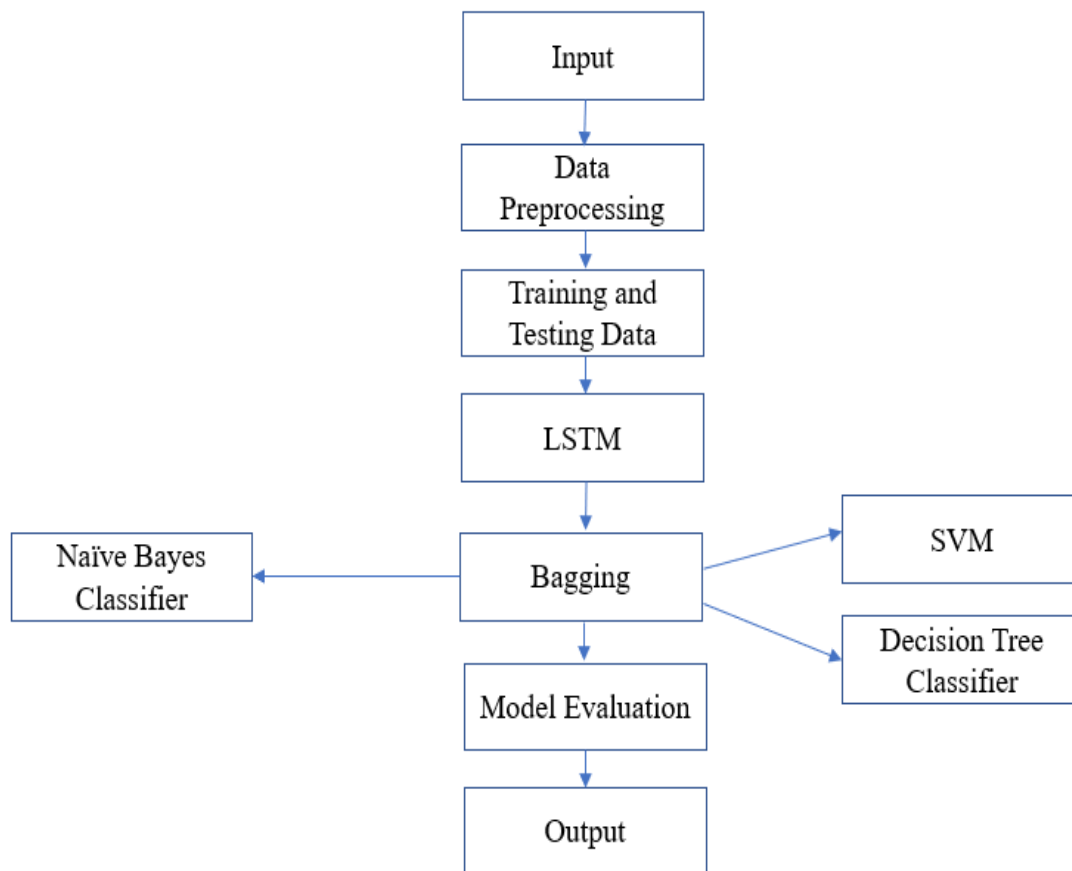 Input
Data
Preprocessing
Training and
Testing Data
LSTM
Naïve Bayes
Classifier
Bagging
SVM
Decision Tree
Classifier
Model Evaluation
Output